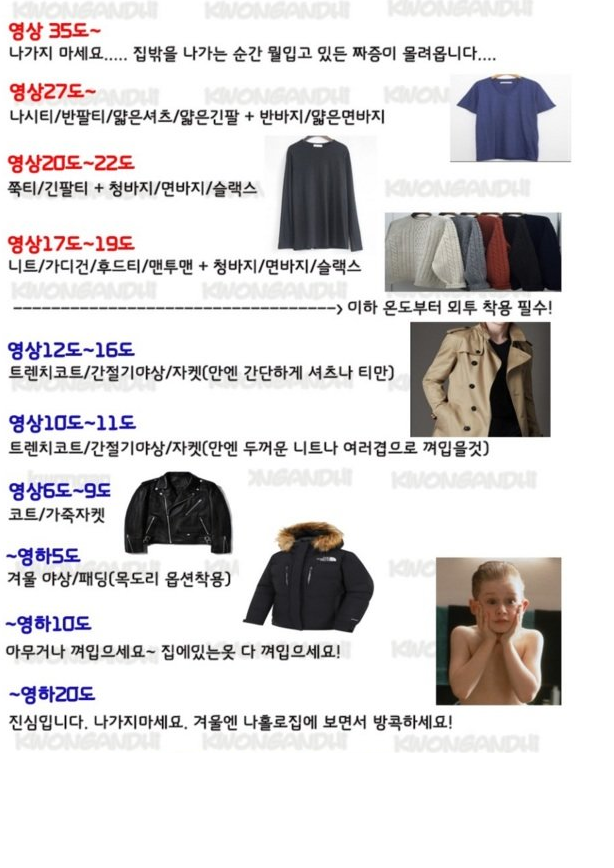 KWONGANDHI KWONGANDHI KWONGANDHI
영상 35도~
나가지 마세요..... 집밖을 나가는 순간 뭘입고 있든 짜증이 몰려옵니다....
영상27도~
나시티/반팔티/얇은셔츠/얇은긴팔 + 반바지/얇은면바지
영상20도~22도
쭉티/긴팔티 + 청바지/면바지/슬랙스
KWONGANDHI
영상17도~19도
니트/가디건/후드티/맨투맨 + 청바지/면바지/슬랙스
KWONGANDHI KWONGANDHI
---------------------------------> 이하 온도부터 외투 착용 필수!
영상12도~16도
트렌치코트/간절기야상/자켓(안엔 간단하게 셔츠나 티만)
영상10도~11도
트렌치코트/간절기야상/자켓(안엔 두꺼운 니트나 여러겹으로 껴입을것)
KWONGANDHI
영상6도~9도
코트/가죽자켓
~영하5도
겨울 야상/패딩(목도리 옵션착용)
~영하10도
아무거나 껴입으세요~ 집에있는옷 다 껴입으세요!
~영하20도
진심입니다. 나가지마세요. 겨울엔 나홀로집에 보면서 방콕하세요!
KWONGANDHI KWONGANDHI KWONGANDHI